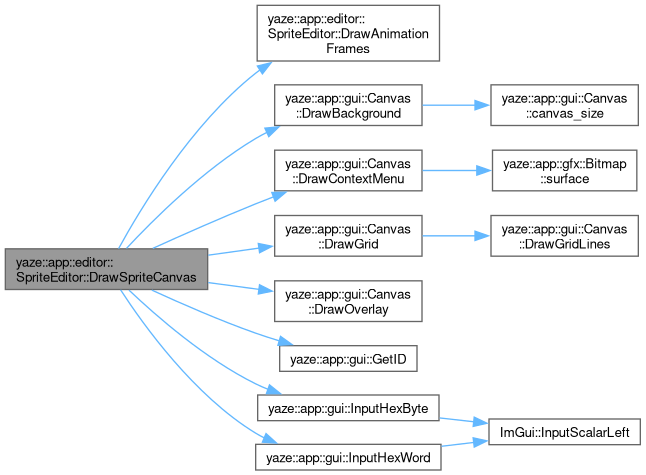 yaze::app::editor::
SpriteEditor::DrawAnimation
Frames
yaze::app::gui::Canvas
::DrawBackground
yaze::app::gui::Canvas
::canvas_size
yaze::app::gui::Canvas
::DrawContextMenu
yaze::app::gfx::Bitmap
::surface
yaze::app::gui::Canvas
::DrawGrid
yaze::app::gui::Canvas
::DrawGridLines
yaze::app::editor::
SpriteEditor::DrawSpriteCanvas
yaze::app::gui::Canvas
::DrawOverlay
yaze::app::gui::GetID
yaze::app::gui::InputHexByte
ImGui::InputScalarLeft
yaze::app::gui::InputHexWord